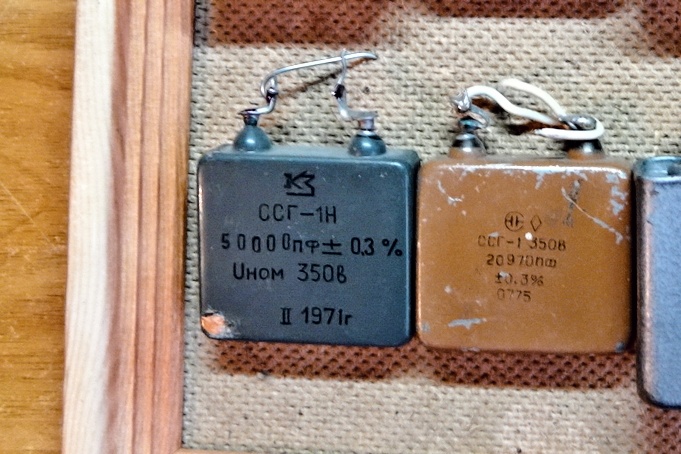 ССГ-1Н
50000пф± 0,3 %
Uном 350в
II 1971г
ССГ-1 350В
20970пф
±0.3%
0775